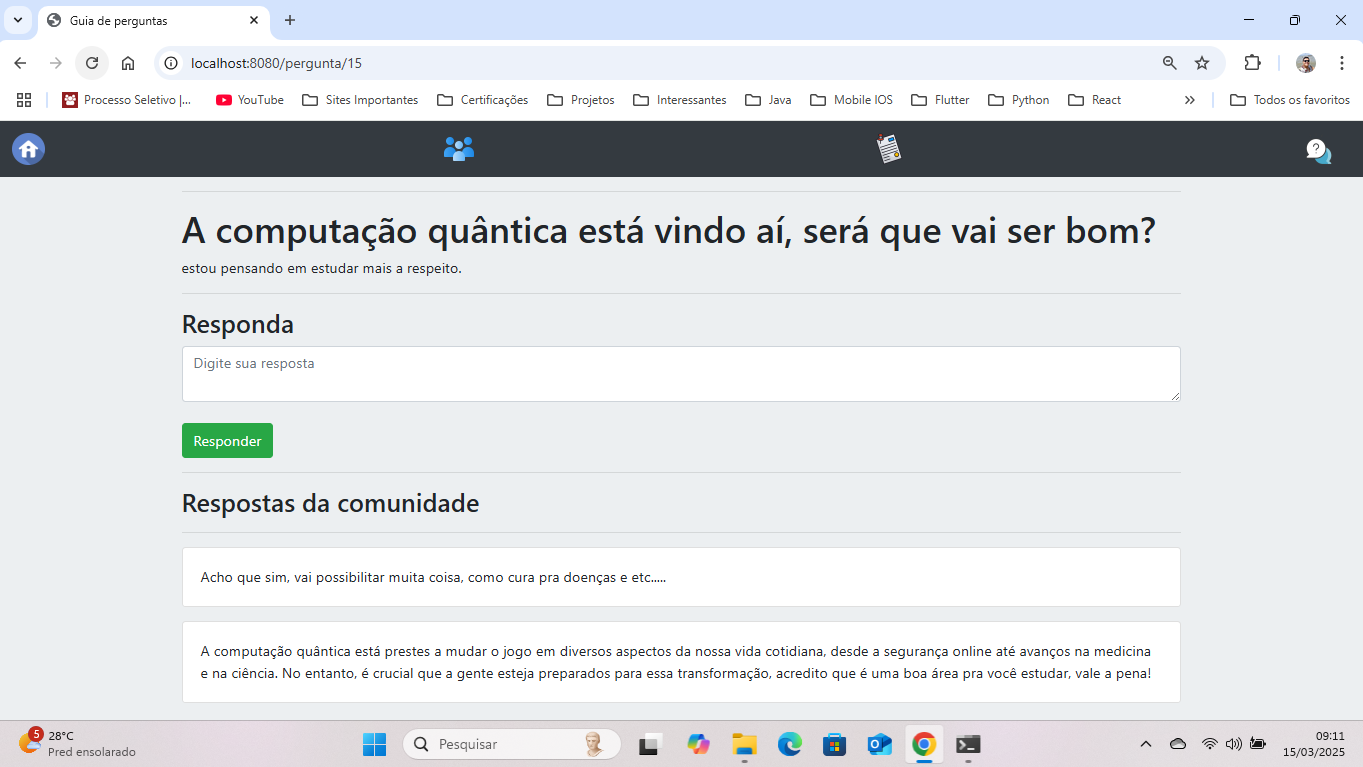 Guia de perguntas
localhost:8080/pergunta/15
Processo Seletivo |...
YouTube
Sites Importantes
Certificações
Projetos
Interessantes
Java
Mobile IOS
Flutter
Python
React
Todos os favoritos
?
A computação quântica está vindo aí, será que vai ser bom?
estou pensando em estudar mais a respeito.
Responda
Digite sua resposta
Responder
Respostas da comunidade
Acho que sim, vai possibilitar muita coisa, como cura pra doenças e etc.....
A computação quântica está prestes a mudar o jogo em diversos aspectos da nossa vida cotidiana, desde a segurança online até avanços na medicina
e na ciência. No entanto, é crucial que a gente esteja preparados para essa transformação, acredito que é uma boa área pra você estudar, vale a pena!
5
28°C
Pred ensolarado
Pesquisar
09:11
15/03/2025